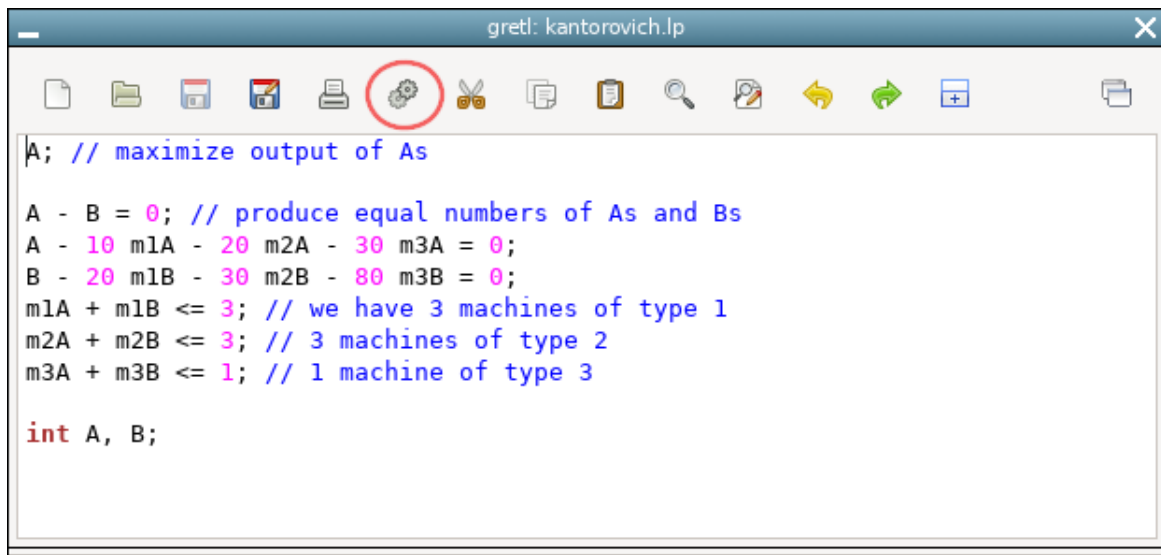 gretl: kantorovich.lp
A; // maximize output of As
A - B = 0; // produce equal numbers of As and Bs
A - 10 m1A - 20 m2A - 30 m3A = 0;
B - 20 m1B - 30 m2B - 80 m3B = 0;
m1A + m1B <= 3; // we have 3 machines of type 1
m2A + m2B <= 3; // 3 machines of type 2
m3A + m3B <= 1; // 1 machine of type 3
int A, B;